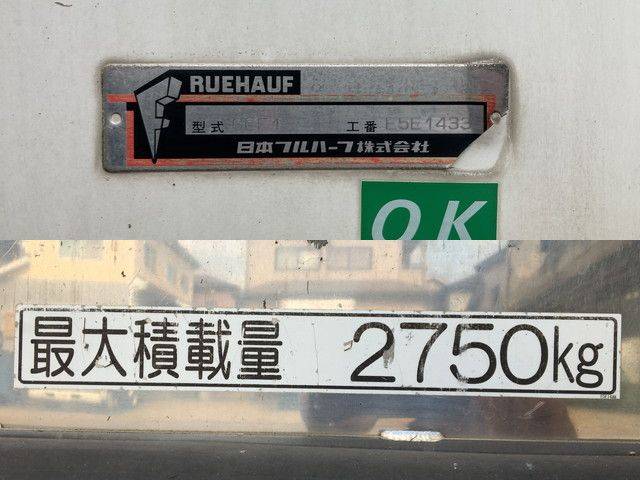 RUEHAUF
型式
工番 E5E1433
日本フルハーフ株式会社
OK
最大積載量 2750kg